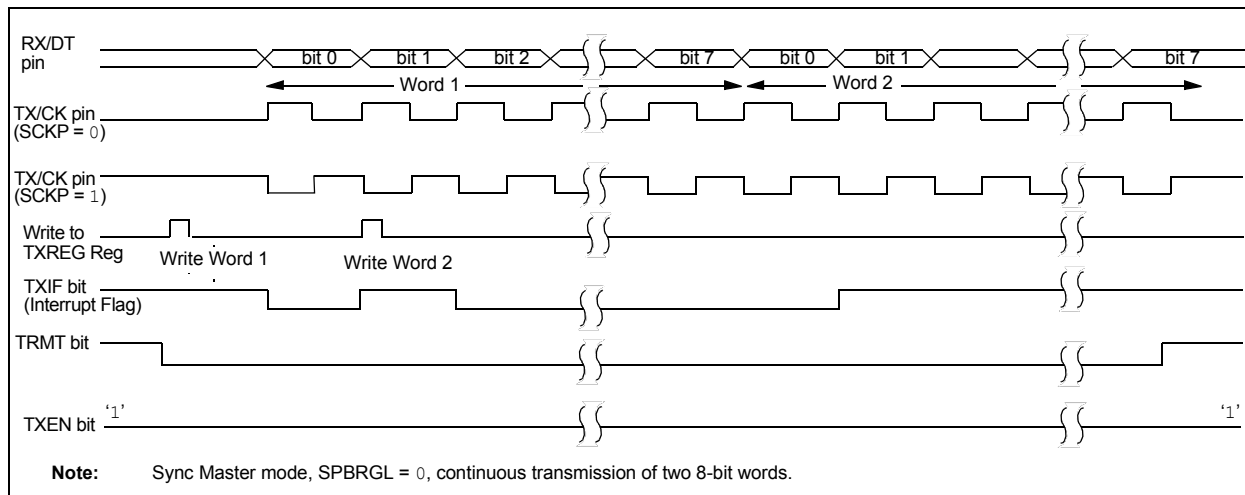 RX/DT
pin
bit 0 bit 1 bit 2 bit 7 bit 0 bit 1 bit 7
Word 1 Word 2
TX/CK pin
(SCKP = 0)
TX/CK pin
(SCKP = 1)
Write to
TXREG Reg
Write Word 1 Write Word 2
TXIF bit
(Interrupt Flag)
TRMT bit
TXEN bit ‘1’ ‘1’
Note: Sync Master mode, SPBRGL = 0, continuous transmission of two 8-bit words.